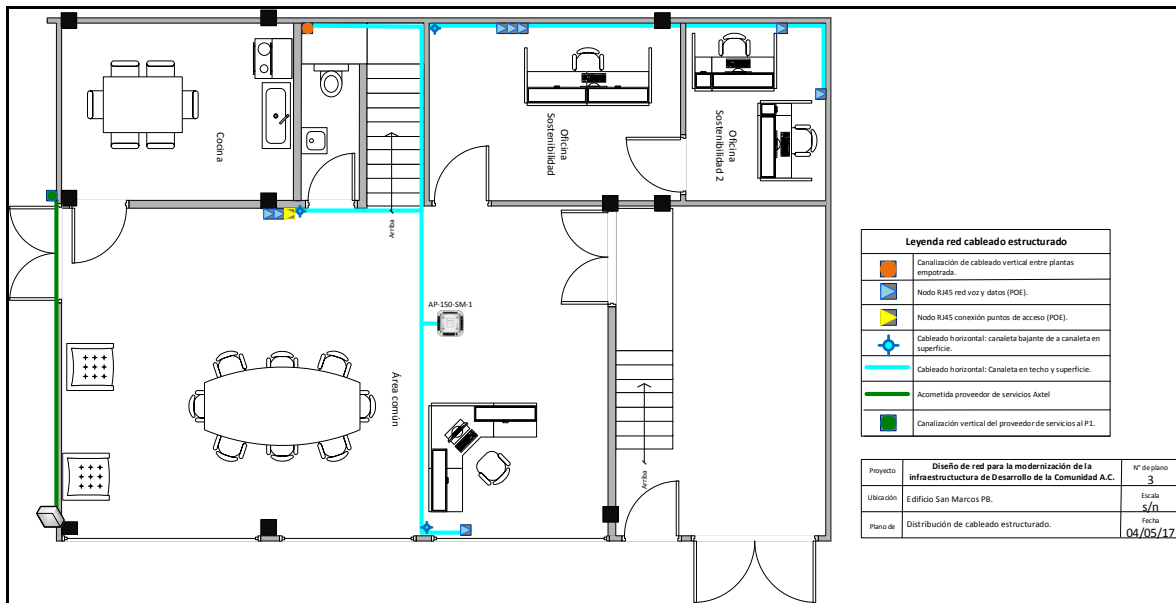 Cocina
Oficina
Sostenibilidad
Oficina
Sostenibilidad 2
Arriba
AP-150-SM-1
Área común
Arriba
Leyenda red cableado estructurado
Canalización de cableado vertical entre plantas
empotrada.
Nodo RJ45 red voz y datos (POE).
Nodo RJ45 conexión puntos de acceso (POE).
Cableado horizontal: canaleta bajante de a canaleta en
superficie.
Cableado horizontal: Canaleta en techo y superficie.
Acometida proveedor de servicios Axtel
Canalización vertical del proveedor de servicios al P1.
Proyecto
Diseño de red para la modernización de la
infraestructuctura de Desarrollo de la Comunidad A.C.
N° de plano
3
Ubicación
Edificio San Marcos PB.
Escala
s/n
Plano de
Distribución de cableado estructurado.
Fecha
04/05/17